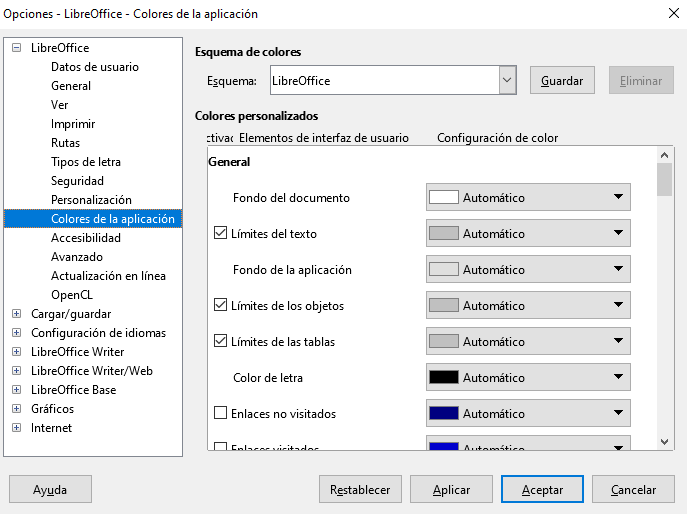 Opciones - LibreOffice - Colores de la aplicación
LibreOffice
Datos de usuario
General
Ver
Imprimir
Rutas
Tipos de letra
Seguridad
Personalización
Colores de la aplicación
Accesibilidad
Avanzado
Actualización en línea
OpenCL
Cargar/guardar
Configuración de idiomas
LibreOffice Writer
LibreOffice Writer/Web
LibreOffice Base
Gráficos
Internet
Esquema de colores
Esquema: LibreOffice Guardar Eliminar
Colores personalizados
Elementos de interfaz de usuario Configuración de color
General
Fondo del documento Automático
Límites del texto Automático
Fondo de la aplicación Automático
Límites de los objetos Automático
Límites de las tablas Automático
Color de letra Automático
Enlaces no visitados Automático
Enlaces visitados Automático
Ayuda Restablecer Aplicar Aceptar Cancelar